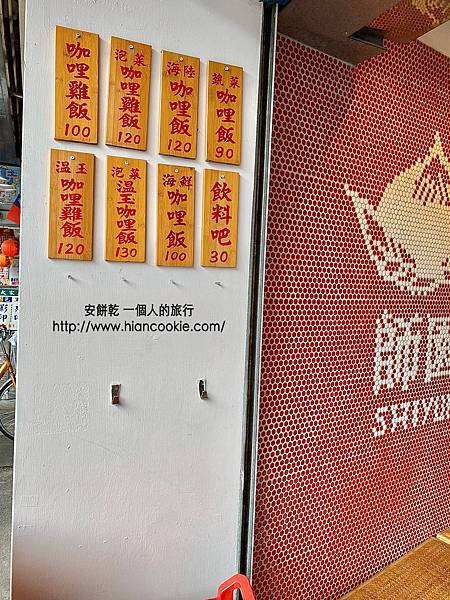 咖哩雞飯
100
泡菜
咖哩雞飯
120
海陸
咖哩飯
120
蔬菜
咖哩飯
90
温玉
咖哩雞飯
120
泡菜
温玉咖哩飯
130
海鮮
咖哩飯
100
飲料吧
30
安餅乾 一個人的旅行
http://www.hiancookie.com/
師園